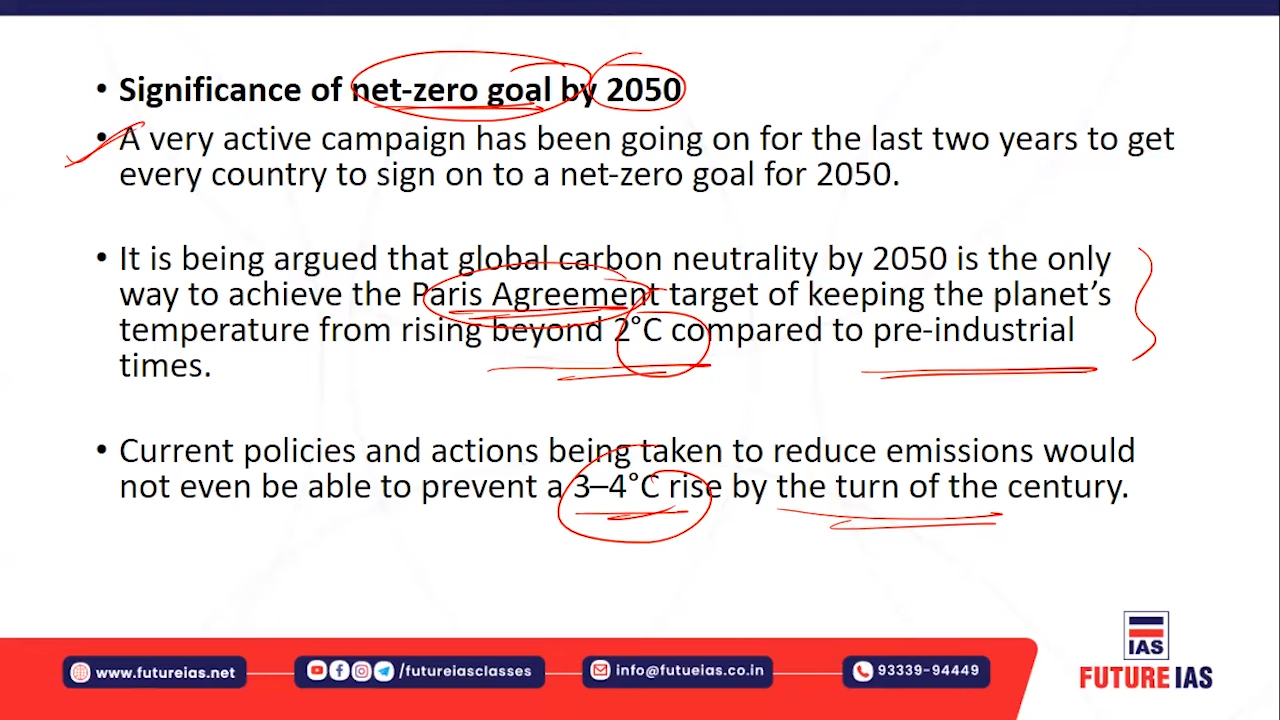 • Significance of net-zero goal by 2050
• A very active campaign has been going on for the last two years to get
every country to sign on to a net-zero goal for 2050.
• It is being argued that global carbon neutrality by 2050 is the only
way to achieve the Paris Agreement target of keeping the planet’s
temperature from rising beyond 2°C compared to pre-industrial
times.
• Current policies and actions being taken to reduce emissions would
not even be able to prevent a 3–4°C rise by the turn of the century.
IAS
FUTURE IAS
www.futureias.net
/futureiasclasses
info@futueias.co.in
93339-94449